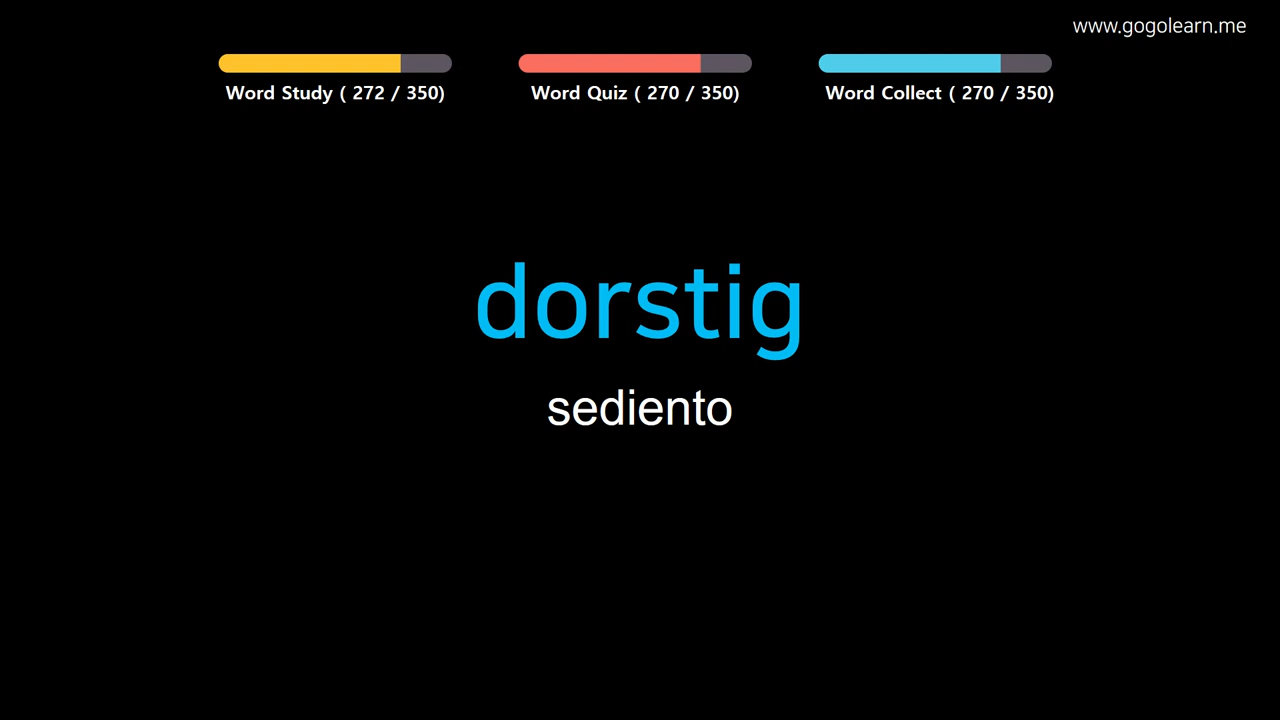 www.gogolearn.me
Word Study ( 272 / 350)
Word Quiz ( 270 / 350)
Word Collect ( 270 / 350)
dorstig
sediento